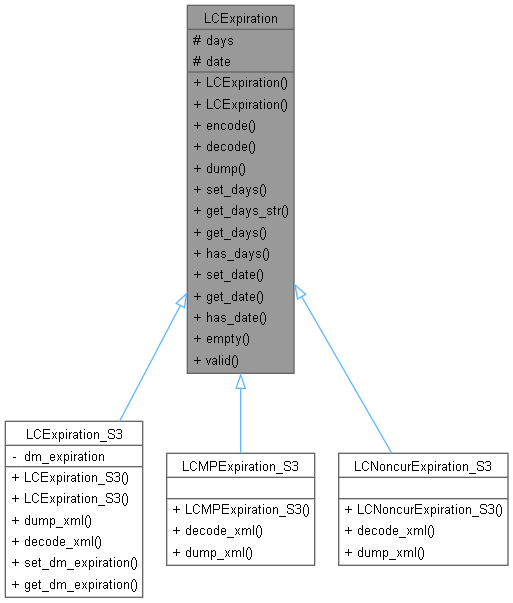 LCExpiration
# days
# date
+ LCExpiration()
+ LCExpiration()
+ encode()
+ decode()
+ dump()
+ set_days()
+ get_days_str()
+ get_days()
+ has_days()
+ set_date()
+ get_date()
+ has_date()
+ empty()
+ valid()
LCExpiration_S3
- dm_expiration
+ LCExpiration_S3()
+ LCExpiration_S3()
+ dump_xml()
+ decode_xml()
+ set_dm_expiration()
+ get_dm_expiration()
LCMPExpiration_S3
+ LCMPExpiration_S3()
+ decode_xml()
+ dump_xml()
LCNoncurExpiration_S3
+ LCNoncurExpiration_S3()
+ decode_xml()
+ dump_xml()